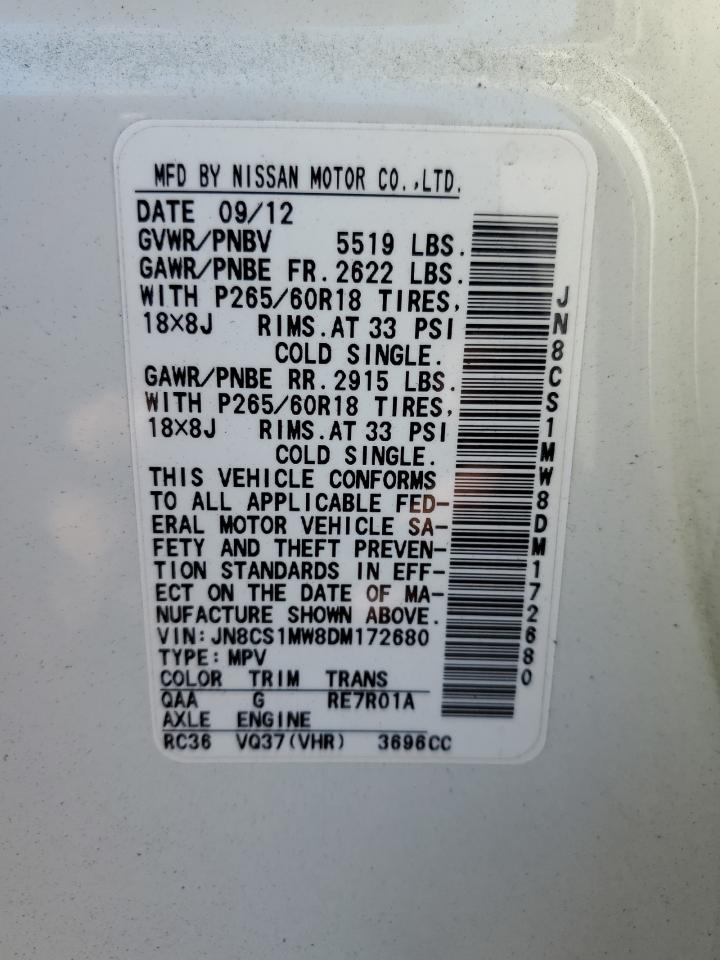 MFD BY NISSAN MOTOR CO.,LTD.
DATE 09/12
GVWR/PNBV 5519 LBS.
GAWR/PNBE FR.2622 LBS.
WITH P265/60R18 TIRES,
18X8J RIMS.AT 33 PSI
COLD SINGLE.
GAWR/PNBE RR.2915 LBS.
WITH P265/60R18 TIRES,
18X8J RIMS.AT 33 PSI
COLD SINGLE.
THIS VEHICLE CONFORMS
TO ALL APPLICABLE FED-
ERAL MOTOR VEHICLE SA-
FETY AND THEFT PREVEN-
TION STANDARDS IN EFF-
ECT ON THE DATE OF MA-
NUFACTURE SHOWN ABOVE.
VIN:JN8CS1MW8DM172680
TYPE:MPV
COLOR TRIM TRANS
QAA G RE7R01A
AXLE ENGINE
RC36 VQ37(VHR) 3696CC
JN8CS1MW8DM172680